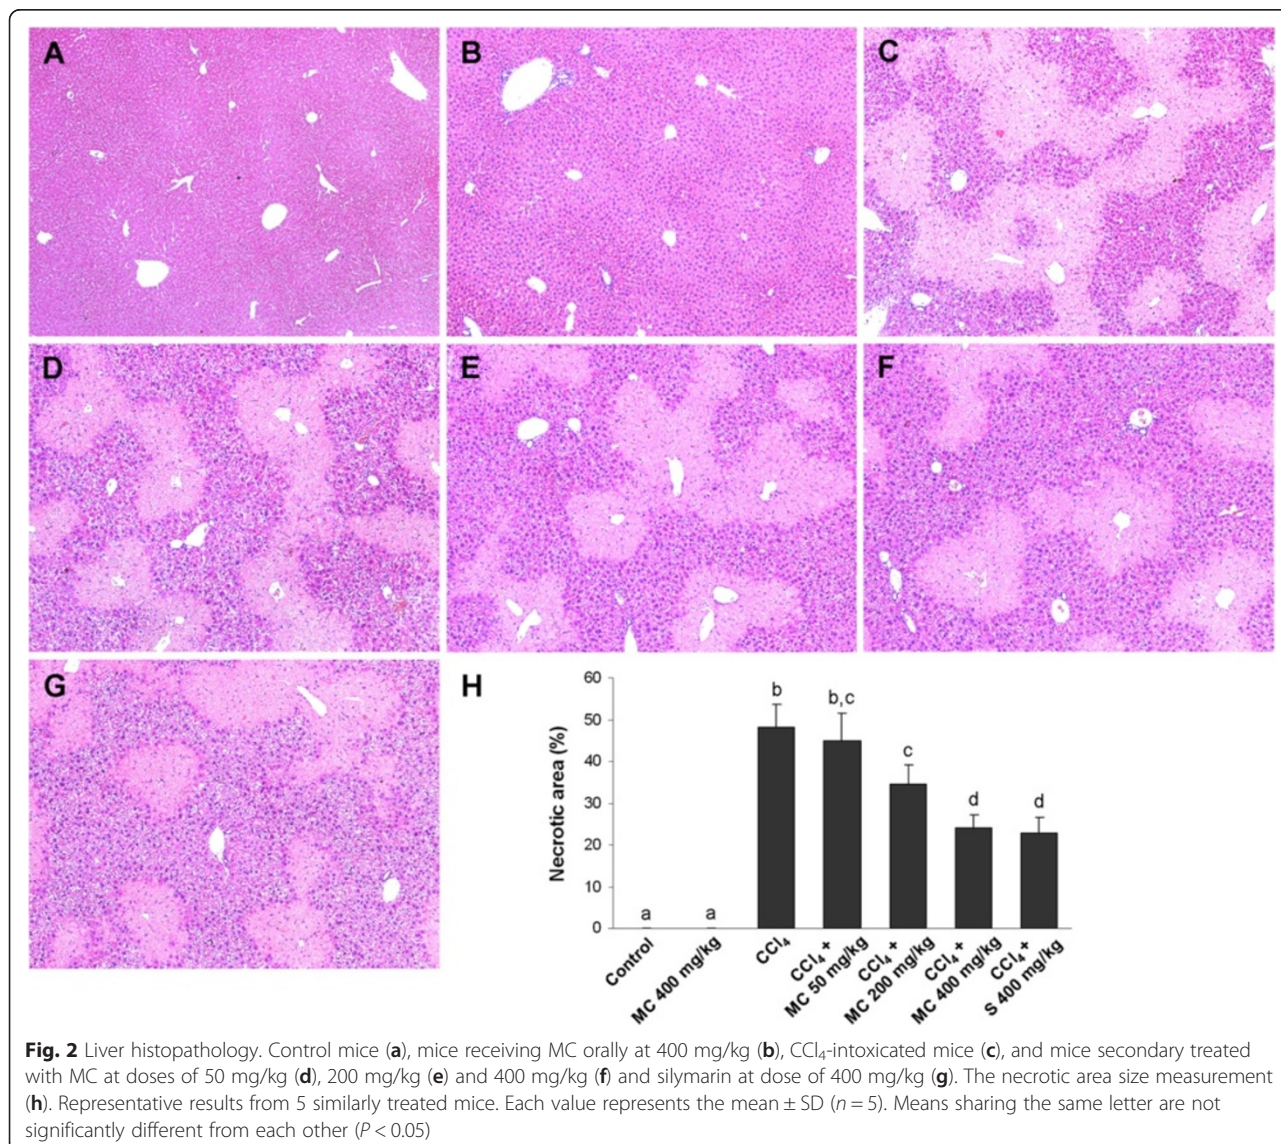 A
B
C
D
E
F
G
H
60
50
40
30
20
10
0
Necrotic area (%)
a
a
b
b,c
c
d
d
Control
MC 400 mg/kg
CCl₄
CCl₄ +
MC 50 mg/kg
CCl₄ +
MC 200 mg/kg
CCl₄ +
MC 400 mg/kg
CCl₄ +
S 400 mg/kg
Fig. 2 Liver histopathology. Control mice (a), mice receiving MC orally at 400 mg/kg (b), CCl₄-intoxicated mice (c), and mice secondary treated
with MC at doses of 50 mg/kg (d), 200 mg/kg (e) and 400 mg/kg (f) and silymarin at dose of 400 mg/kg (g). The necrotic area size measurement
(h). Representative results from 5 similarly treated mice. Each value represents the mean ± SD (n = 5). Means sharing the same letter are not
significantly different from each other (P < 0.05)